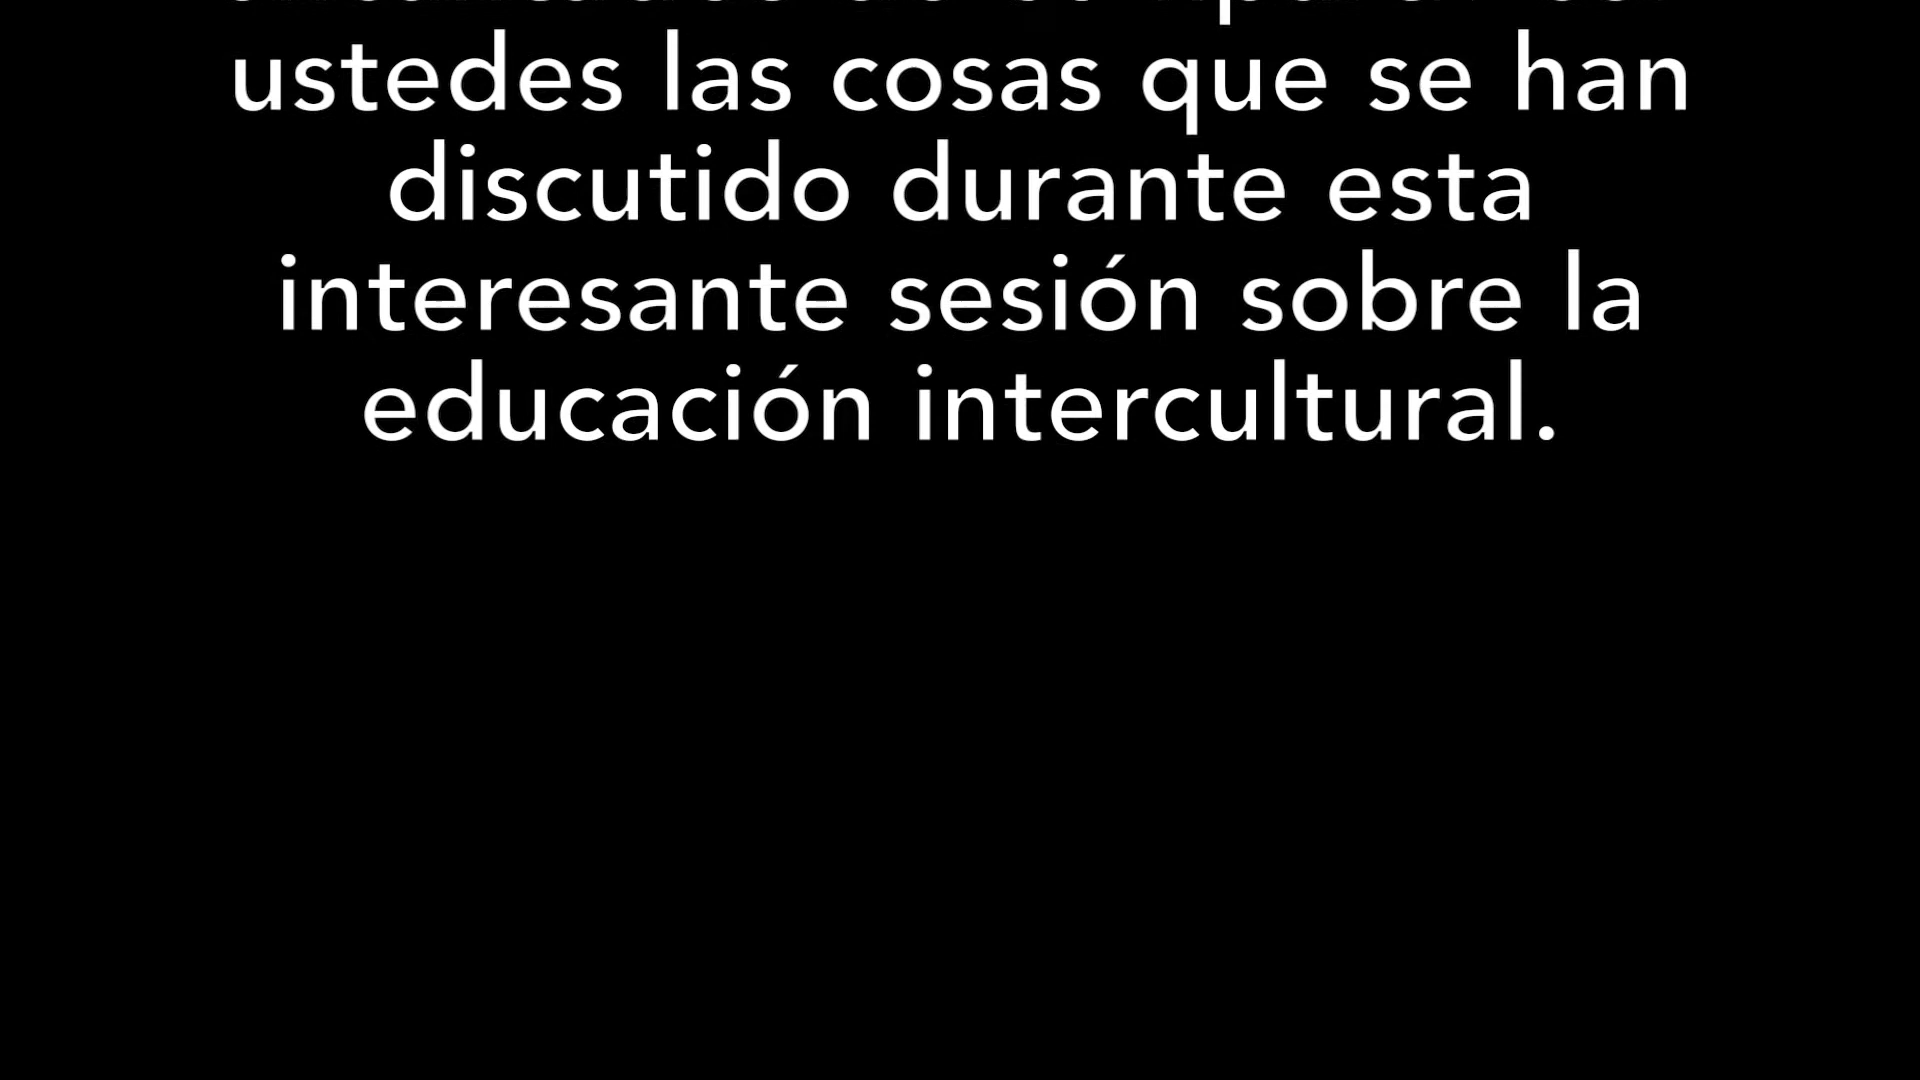 ustedes las cosas que se han
discutido durante esta
interesante sesión sobre la
educación intercultural.